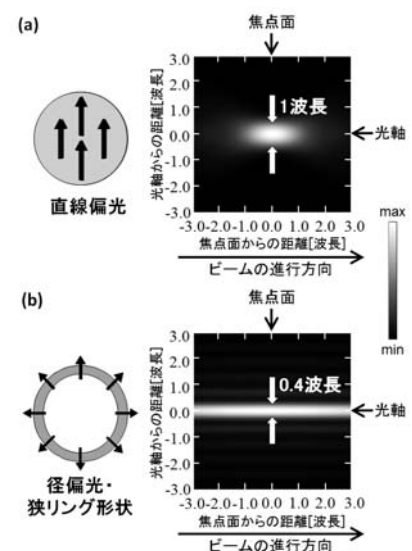 (a)
焦点面
光軸からの距離[波長]
3.0
2.0
1.0
0.0
-1.0
-2.0
-3.0
1波長
光軸
直線偏光
-3.0 -2.0 -1.0 0.0 1.0 2.0 3.0
焦点面からの距離[波長]
ビームの進行方向
max
min
(b)
焦点面
光軸からの距離[波長]
3.0
2.0
1.0
0.0
-1.0
-2.0
-3.0
0.4波長
光軸
径偏光・
狭リング形状
-3.0 -2.0 -1.0 0.0 1.0 2.0 3.0
焦点面からの距離[波長]
ビームの進行方向